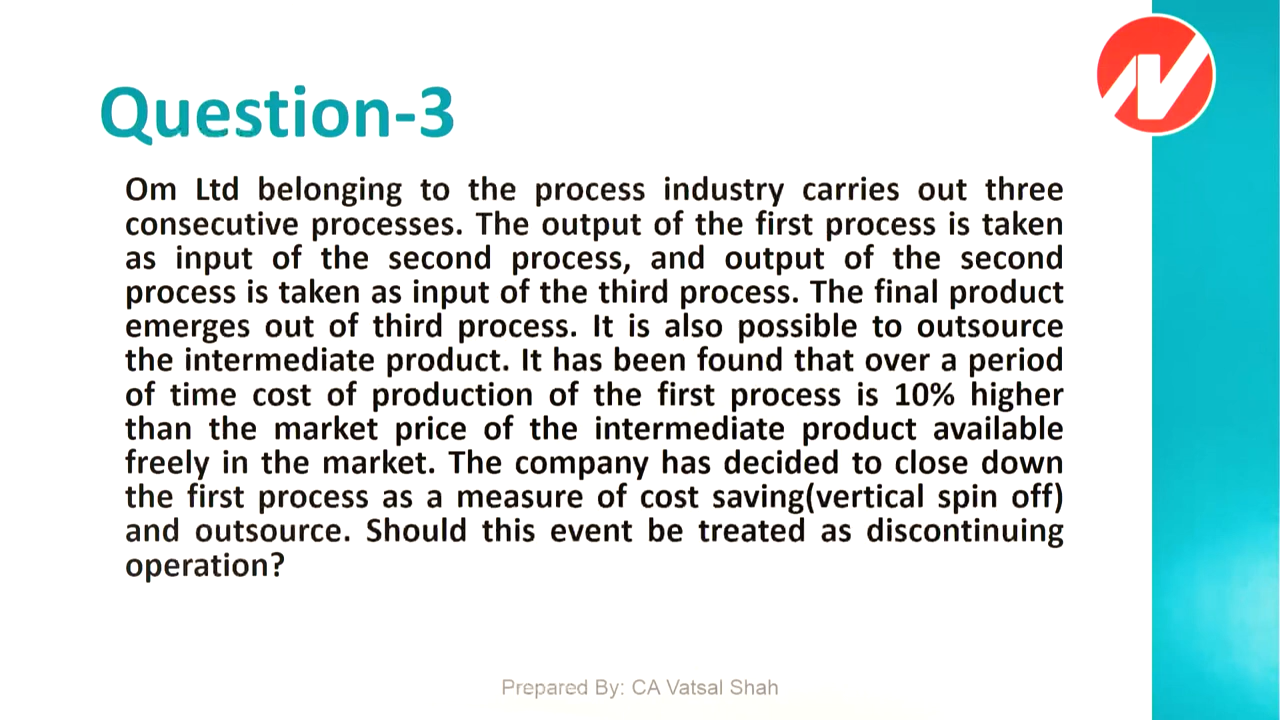 Question-3
Om Ltd belonging to the process industry carries out three
consecutive processes. The output of the first process is taken
as input of the second process, and output of the second
process is taken as input of the third process. The final product
emerges out of third process. It is also possible to outsource
the intermediate product. It has been found that over a period
of time cost of production of the first process is 10% higher
than the market price of the intermediate product available
freely in the market. The company has decided to close down
the first process as a measure of cost saving(vertical spin off)
and outsource. Should this event be treated as discontinuing
operation?
Prepared By: CA Vatsal Shah